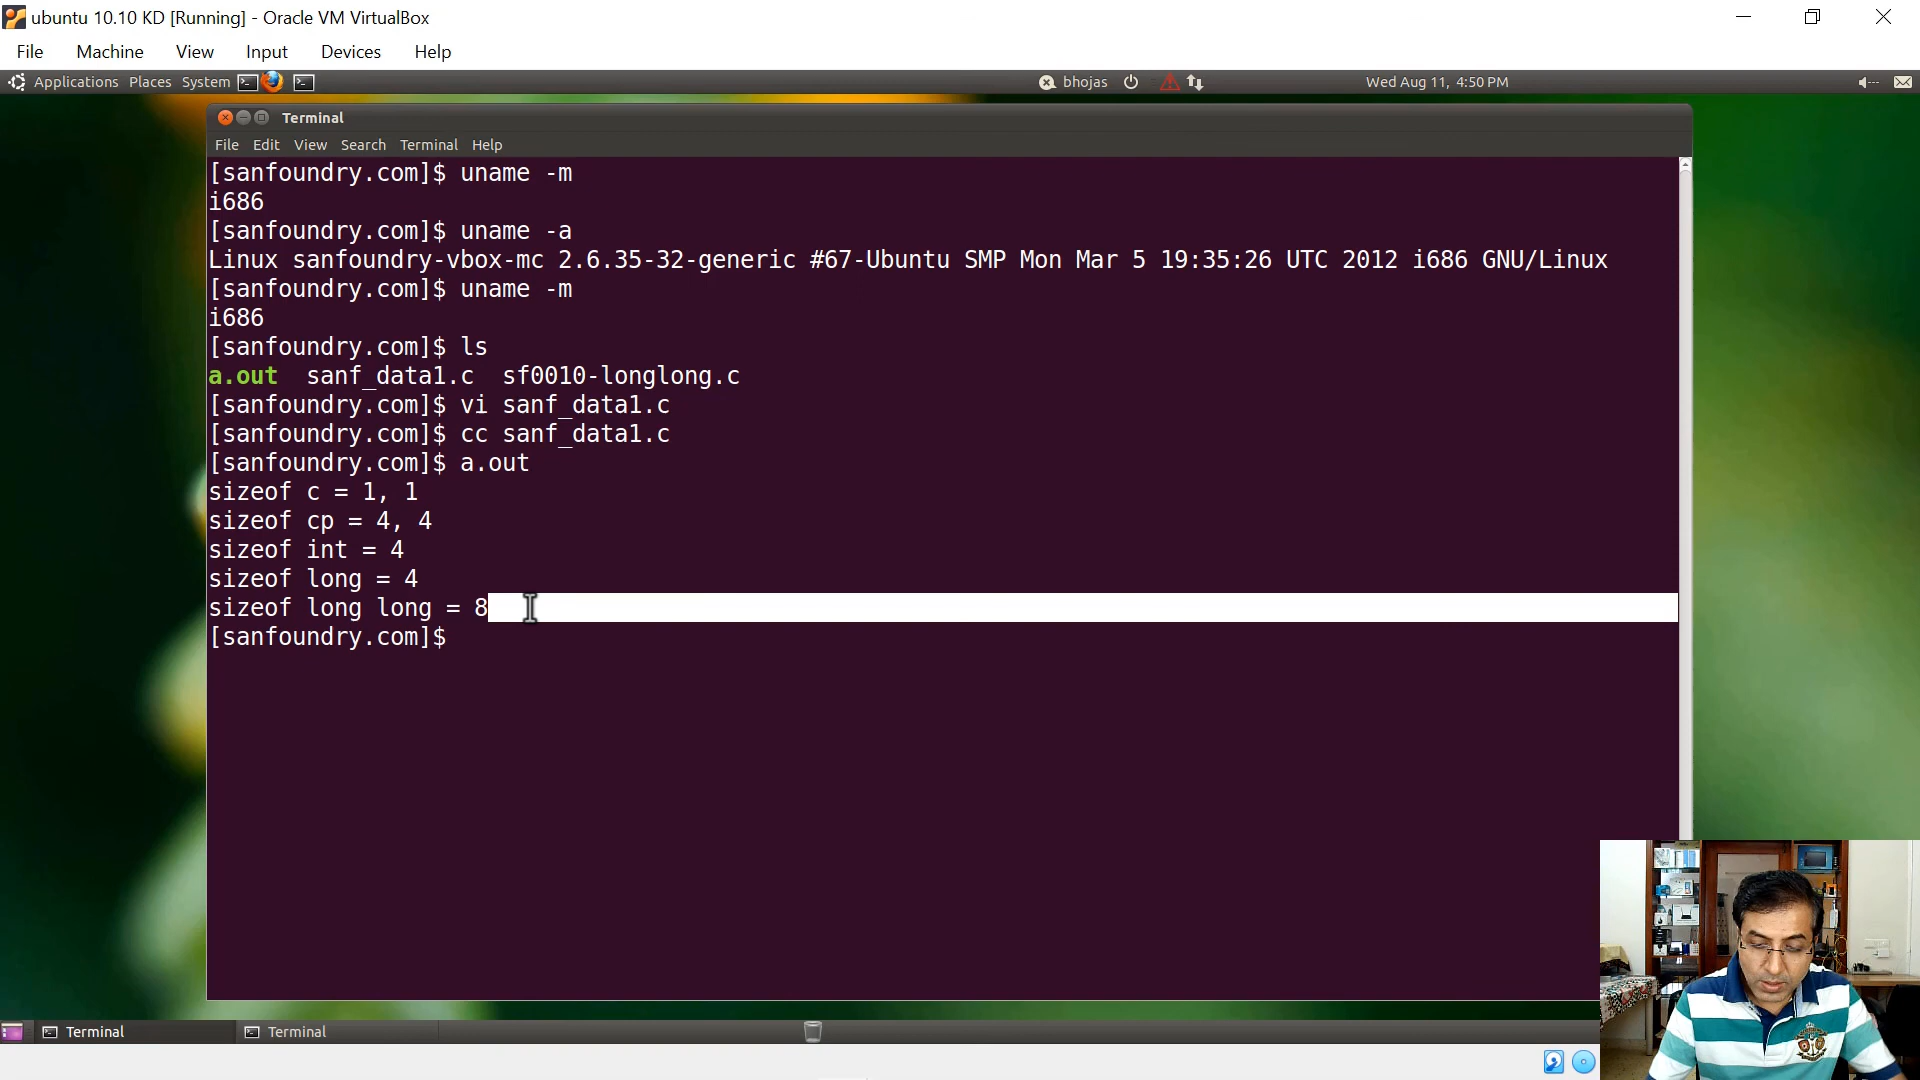 ubuntu 10.10 KD [Running] - Oracle VM VirtualBox
File Machine View Input Devices Help
Applications Places System bhojas Wed Aug 11, 4:50 PM
Terminal
File Edit View Search Terminal Help
[sanfoundry.com]$ uname -m
i686
[sanfoundry.com]$ uname -a
Linux sanfoundry-vbox-mc 2.6.35-32-generic #67-Ubuntu SMP Mon Mar 5 19:35:26 UTC 2012 i686 GNU/Linux
[sanfoundry.com]$ uname -m
i686
[sanfoundry.com]$ ls
a.out sanf_data1.c sf0010-longlong.c
[sanfoundry.com]$ vi sanf_data1.c
[sanfoundry.com]$ cc sanf_data1.c
[sanfoundry.com]$ a.out
sizeof c = 1, 1
sizeof cp = 4, 4
sizeof int = 4
sizeof long = 4
sizeof long long = 8
[sanfoundry.com]$
Terminal Terminal